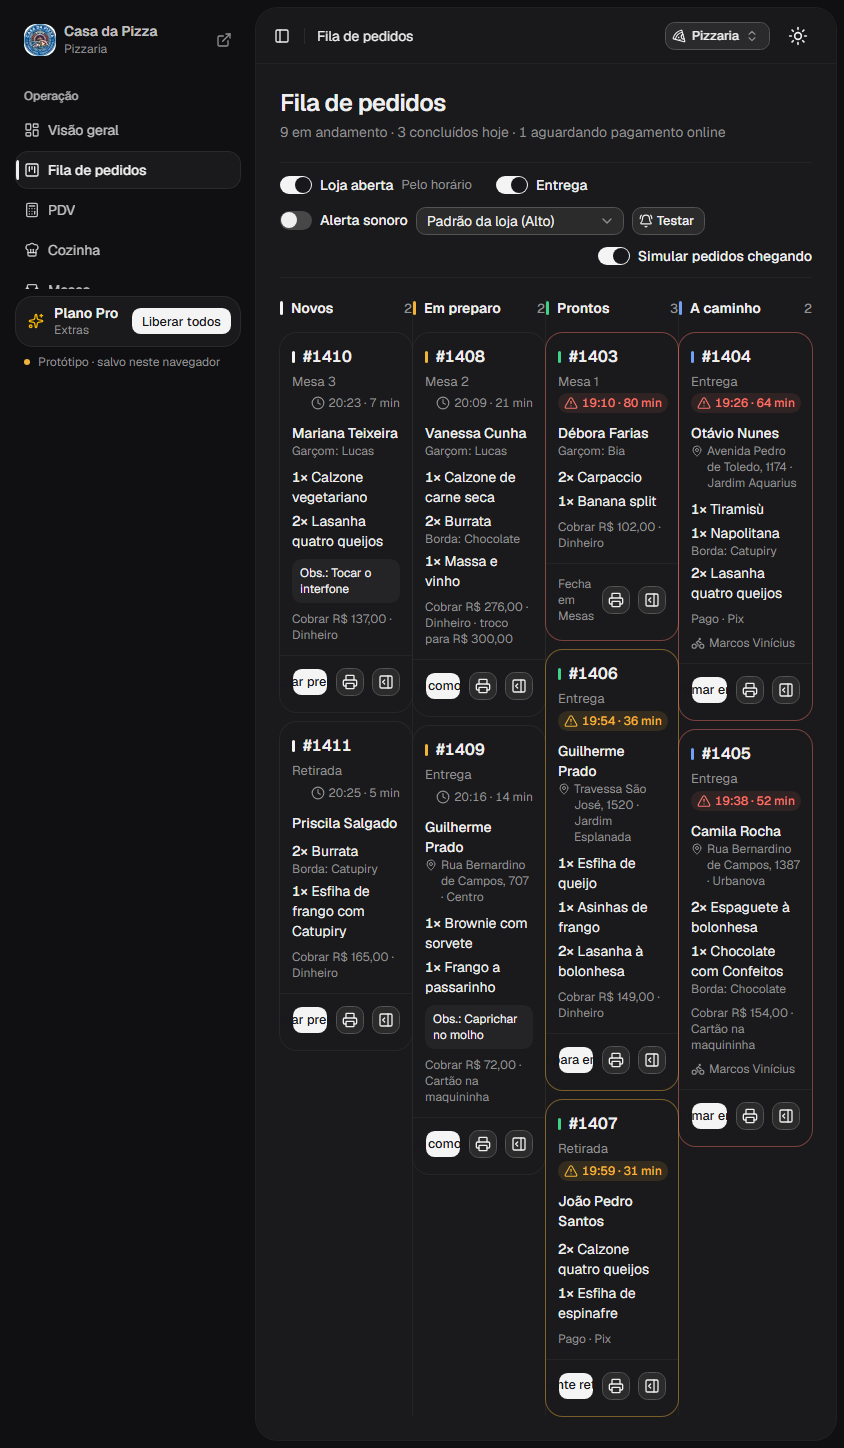 Casa da Pizza
Pizzaria
Operação
Visão geral
Fila de pedidos
PDV
Cozinha
Plano Pro
Extras
Liberar todos
Protótipo · salvo neste navegador
Fila de pedidos
Pizzaria
Fila de pedidos
9 em andamento · 3 concluídos hoje · 1 aguardando pagamento online
Loja aberta Pelo horário
Entrega
Alerta sonoro
Padrão da loja (Alto)
Testar
Simular pedidos chegando
Novos 2
#1410
Mesa 3
20:23 · 7 min
Mariana Teixeira
Garçom: Lucas
1× Calzone
vegetariano
2× Lasanha
quatro queijos
Obs.: Tocar o
interfone
Cobrar R$ 137,00 ·
Dinheiro
ar pre
#1411
Retirada
20:25 · 5 min
Priscila Salgado
2× Burrata
Borda: Catupiry
1× Esfiha de
frango com
Catupiry
Cobrar R$ 165,00 ·
Dinheiro
ar pre
Em preparo 2
#1408
Mesa 2
20:09 · 21 min
Vanessa Cunha
Garçom: Lucas
1× Calzone de
carne seca
2× Burrata
Borda: Chocolate
1× Massa e
vinho
Cobrar R$ 276,00 ·
Dinheiro · troco
para R$ 300,00
como
#1409
Entrega
20:16 · 14 min
Guilherme
Prado
Rua Bernardino
de Campos, 707
· Centro
1× Brownie com
sorvete
1× Frango a
passarinho
Obs.: Caprichar
no molho
Cobrar R$ 72,00 ·
Cartão na
maquininha
como
Prontos 3
#1403
Mesa 1
19:10 · 80 min
Débora Farias
Garçom: Bia
2× Carpaccio
1× Banana split
Cobrar R$ 102,00 ·
Dinheiro
Fecha
em
Mesas
#1406
Entrega
19:54 · 36 min
Guilherme
Prado
Travessa São
José, 1520 ·
Jardim
Esplanada
1× Esfiha de
queijo
1× Asinhas de
frango
2× Lasanha à
bolonhesa
Cobrar R$ 149,00 ·
Dinheiro
ara en
#1407
Retirada
19:59 · 31 min
João Pedro
Santos
2× Calzone
quatro queijos
1× Esfiha de
espinafre
Pago · Pix
nte ret
A caminho 2
#1404
Entrega
19:26 · 64 min
Otávio Nunes
Avenida Pedro
de Toledo, 1174 ·
Jardim Aquarius
1× Tiramisù
1× Napolitana
Borda: Catupiry
2× Lasanha
quatro queijos
Pago · Pix
Marcos Vinícius
mar en
#1405
Entrega
19:38 · 52 min
Camila Rocha
Rua Bernardino
de Campos, 1387
· Urbanova
2× Espaguete à
bolonhesa
1× Chocolate
com Confeitos
Borda: Chocolate
Cobrar R$ 154,00 ·
Cartão na
maquininha
Marcos Vinícius
mar en